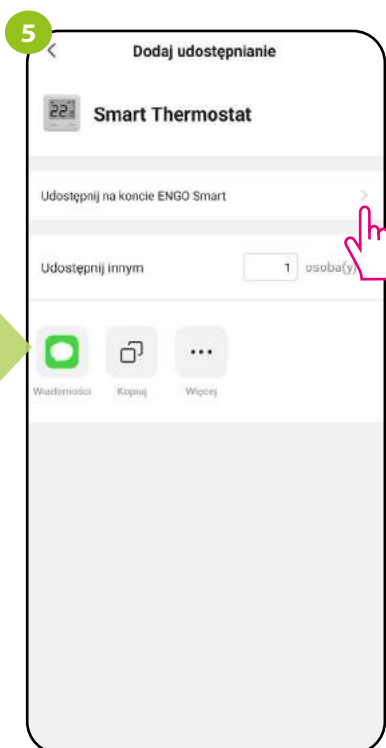 5
Dodaj udostępnianie
22
Smart Thermostat
Udostępnij na koncie ENGO Smart
Udostępnij innym 1 osoba(y)
Wiadomości Kopiuj Więcej